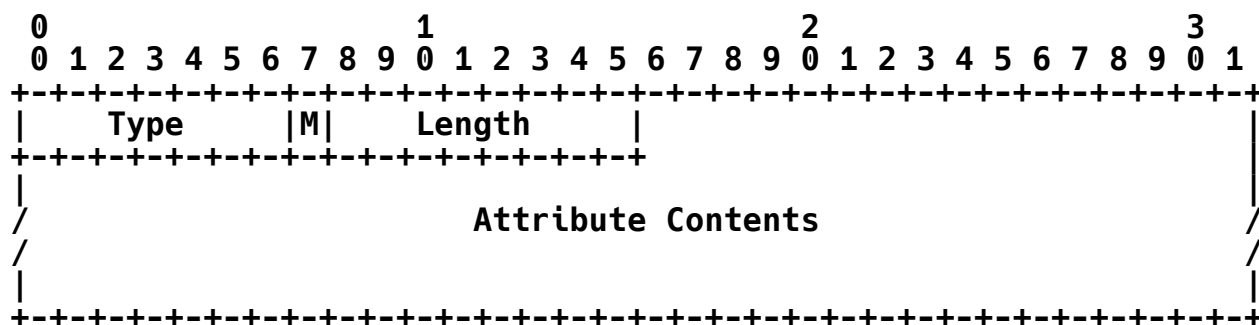 0                   1                   2                   3
 0 1 2 3 4 5 6 7 8 9 0 1 2 3 4 5 6 7 8 9 0 1 2 3 4 5 6 7 8 9 0 1
+-+-+-+-+-+-+-+-+-+-+-+-+-+-+-+-+-+-+-+-+-+-+-+-+-+-+-+-+-+-+-+-+
|    Type     |M|    Length     |                               |
+-+-+-+-+-+-+-+-+-+-+-+-+-+-+-+-+                               |
|                                                               |
/                       Attribute Contents                      /
/                                                               /
|                                                               |
+-+-+-+-+-+-+-+-+-+-+-+-+-+-+-+-+-+-+-+-+-+-+-+-+-+-+-+-+-+-+-+-+